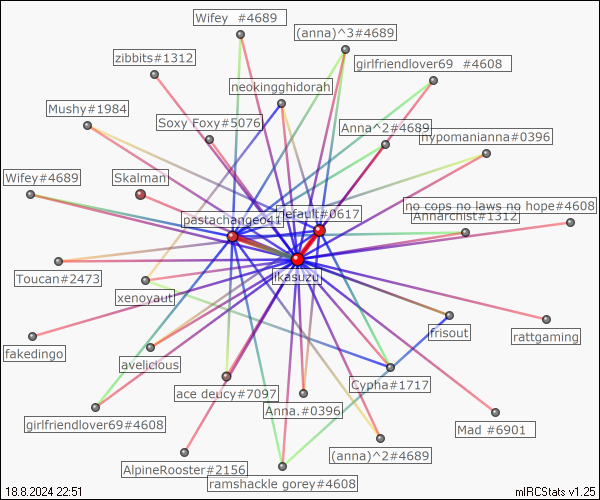 Wifey #4689
(anna)^3#4689
zibbits#1312
girlfriendlover69 #4608
neokingghidorah
Mushy#1984
Soxy Foxy#5076
Anna^2#4689
hypomanianna#0396
Wifey#4689
Skalman
no cops no laws no hope#4608
pastachangeo41
default#0617
Annarchist#1312
Toucan#2473
ikasuzu
xenoyaut
frisout
rattgaming
fakedingo
avelicious
Cypha#1717
ace deucy#7097
Anna.#0396
girlfriendlover69#4608
Mad #6901
(anna)^2#4689
AlpineRooster#2156
ramshackle gorey#4608
18.8.2024 22:51
mIRCStats v1.25